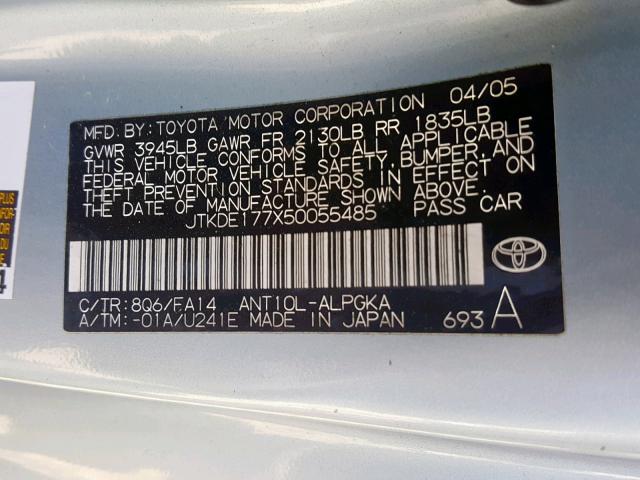 MFD. BY: TOYOTA MOTOR CORPORATION 04/05
GVWR 3945LB GAWR FR 2130LB RR 1835LB
THIS VEHICLE CONFORMS TO ALL APPLICABLE
FEDERAL MOTOR VEHICLE SAFETY, BUMPER, AND
THEFT PREVENTION STANDARDS IN EFFECT ON
THE DATE OF MANUFACTURE SHOWN ABOVE.
JTKDE177X50055485 PASS CAR
C/TR: 8Q6/FA14 ANT10L-ALPGKA
A/TM: -01A/U241E MADE IN JAPAN 693 A
PLUS
DU